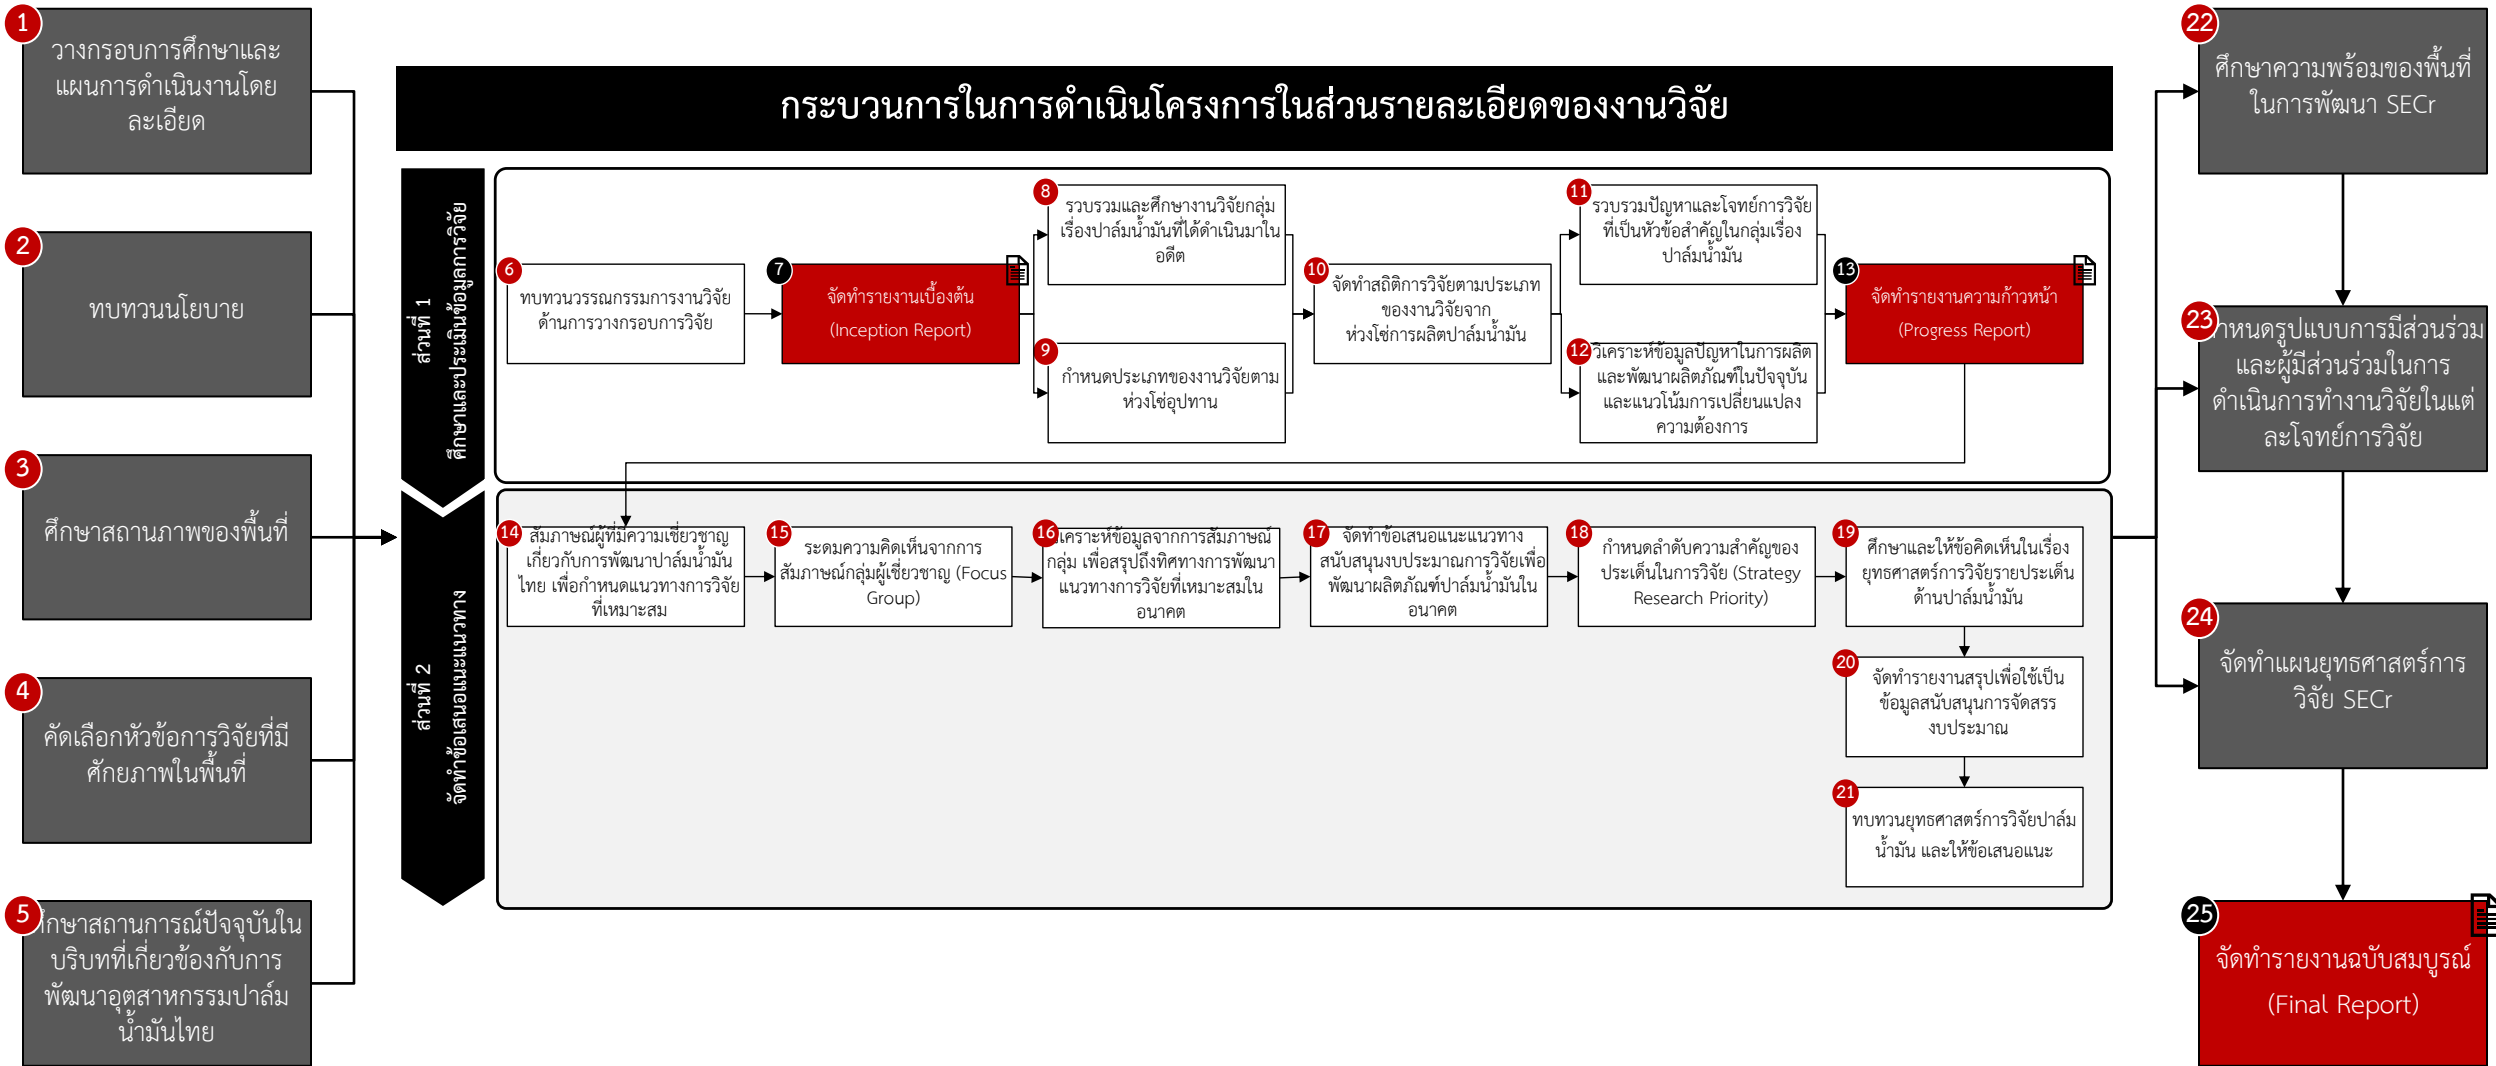 1
วางกรอบการศึกษาและ
แผนการดำเนินงานโดย
ละเอียด
2
ทบทวนนโยบาย
3
ศึกษาสถานภาพของพื้นที่
4
คัดเลือกหัวข้อการวิจัยที่มี
ศักยภาพในพื้นที่
5
ศึกษาสถานการณ์ปัจจุบันใน
บริบทที่เกี่ยวข้องกับการ
พัฒนาอุตสาหกรรมปาล์ม
น้ำมันไทย
กระบวนการในการดำเนินโครงการในส่วนรายละเอียดของงานวิจัย
ส่วนที่ 1
ศึกษาและประเมินข้อมูลการวิจัย
6
ทบทวนวรรณกรรมการงานวิจัย
ด้านการวางกรอบการวิจัย
7
จัดทำรายงานเบื้องต้น
(Inception Report)
8
รวบรวมและศึกษางานวิจัยกลุ่ม
เรื่องปาล์มน้ำมันที่ได้ดำเนินมาใน
อดีต
9
กำหนดประเภทของงานวิจัยตาม
ห่วงโซ่อุปทาน
10
จัดทำสถิติการวิจัยตามประเภท
ของงานวิจัยจาก
ห่วงโซ่การผลิตปาล์มน้ำมัน
11
รวบรวมปัญหาและโจทย์การวิจัย
ที่เป็นหัวข้อสำคัญในกลุ่มเรื่อง
ปาล์มน้ำมัน
12
วิเคราะห์ข้อมูลปัญหาในการผลิต
และพัฒนาผลิตภัณฑ์ในปัจจุบัน
และแนวโน้มการเปลี่ยนแปลง
ความต้องการ
13
จัดทำรายงานความก้าวหน้า
(Progress Report)
ส่วนที่ 2
จัดทำข้อเสนอแนะแนวทาง
14
สัมภาษณ์ผู้ที่มีความเชี่ยวชาญ
เกี่ยวกับการพัฒนาปาล์มน้ำมัน
ไทย เพื่อกำหนดแนวทางการวิจัย
ที่เหมาะสม
15
ระดมความคิดเห็นจากการ
สัมภาษณ์กลุ่มผู้เชี่ยวชาญ (Focus
Group)
16
วิเคราะห์ข้อมูลจากการสัมภาษณ์
กลุ่ม เพื่อสรุปถึงทิศทางการพัฒนา
แนวทางการวิจัยที่เหมาะสมใน
อนาคต
17
จัดทำข้อเสนอแนะแนวทาง
สนับสนุนงบประมาณการวิจัยเพื่อ
พัฒนาผลิตภัณฑ์ปาล์มน้ำมันใน
อนาคต
18
กำหนดลำดับความสำคัญของ
ประเด็นในการวิจัย (Strategy
Research Priority)
19
ศึกษาและให้ข้อคิดเห็นในเรื่อง
ยุทธศาสตร์การวิจัยรายประเด็น
ด้านปาล์มน้ำมัน
20
จัดทำรายงานสรุปเพื่อใช้เป็น
ข้อมูลสนับสนุนการจัดสรร
งบประมาณ
21
ทบทวนยุทธศาสตร์การวิจัยปาล์ม
น้ำมัน และให้ข้อเสนอแนะ
22
ศึกษาความพร้อมของพื้นที่
ในการพัฒนา SECr
23
กำหนดรูปแบบการมีส่วนร่วม
และผู้มีส่วนร่วมในการ
ดำเนินการทำงานวิจัยในแต่
ละโจทย์การวิจัย
24
จัดทำแผนยุทธศาสตร์การ
วิจัย SECr
25
จัดทำรายงานฉบับสมบูรณ์
(Final Report)